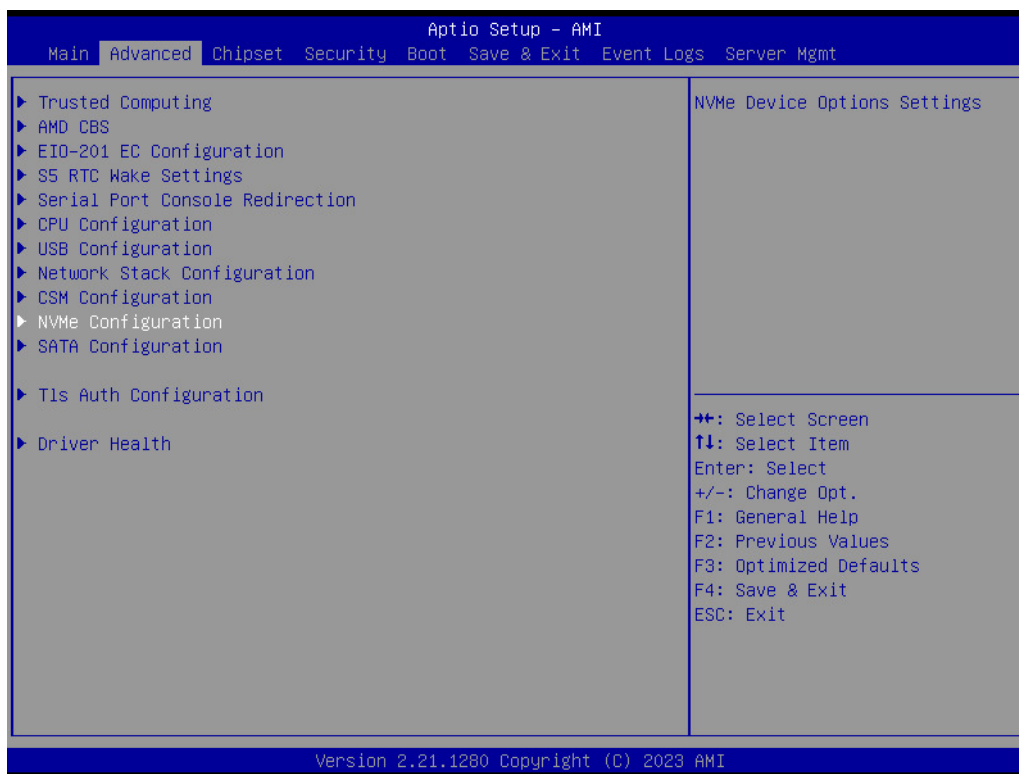 Aptio Setup - AMI
Main Advanced Chipset Security Boot Save & Exit Event Logs Server Mgmt
▶ Trusted Computing
▶ AMD CBS
▶ EIO-201 EC Configuration
▶ S5 RTC Wake Settings
▶ Serial Port Console Redirection
▶ CPU Configuration
▶ USB Configuration
▶ Network Stack Configuration
▶ CSM Configuration
▶ NVMe Configuration
▶ SATA Configuration
▶ Tls Auth Configuration
▶ Driver Health
NVMe Device Options Settings
→←: Select Screen
↑↓: Select Item
Enter: Select
+/-: Change Opt.
F1: General Help
F2: Previous Values
F3: Optimized Defaults
F4: Save & Exit
ESC: Exit
Version 2.21.1280 Copyright (C) 2023 AMI